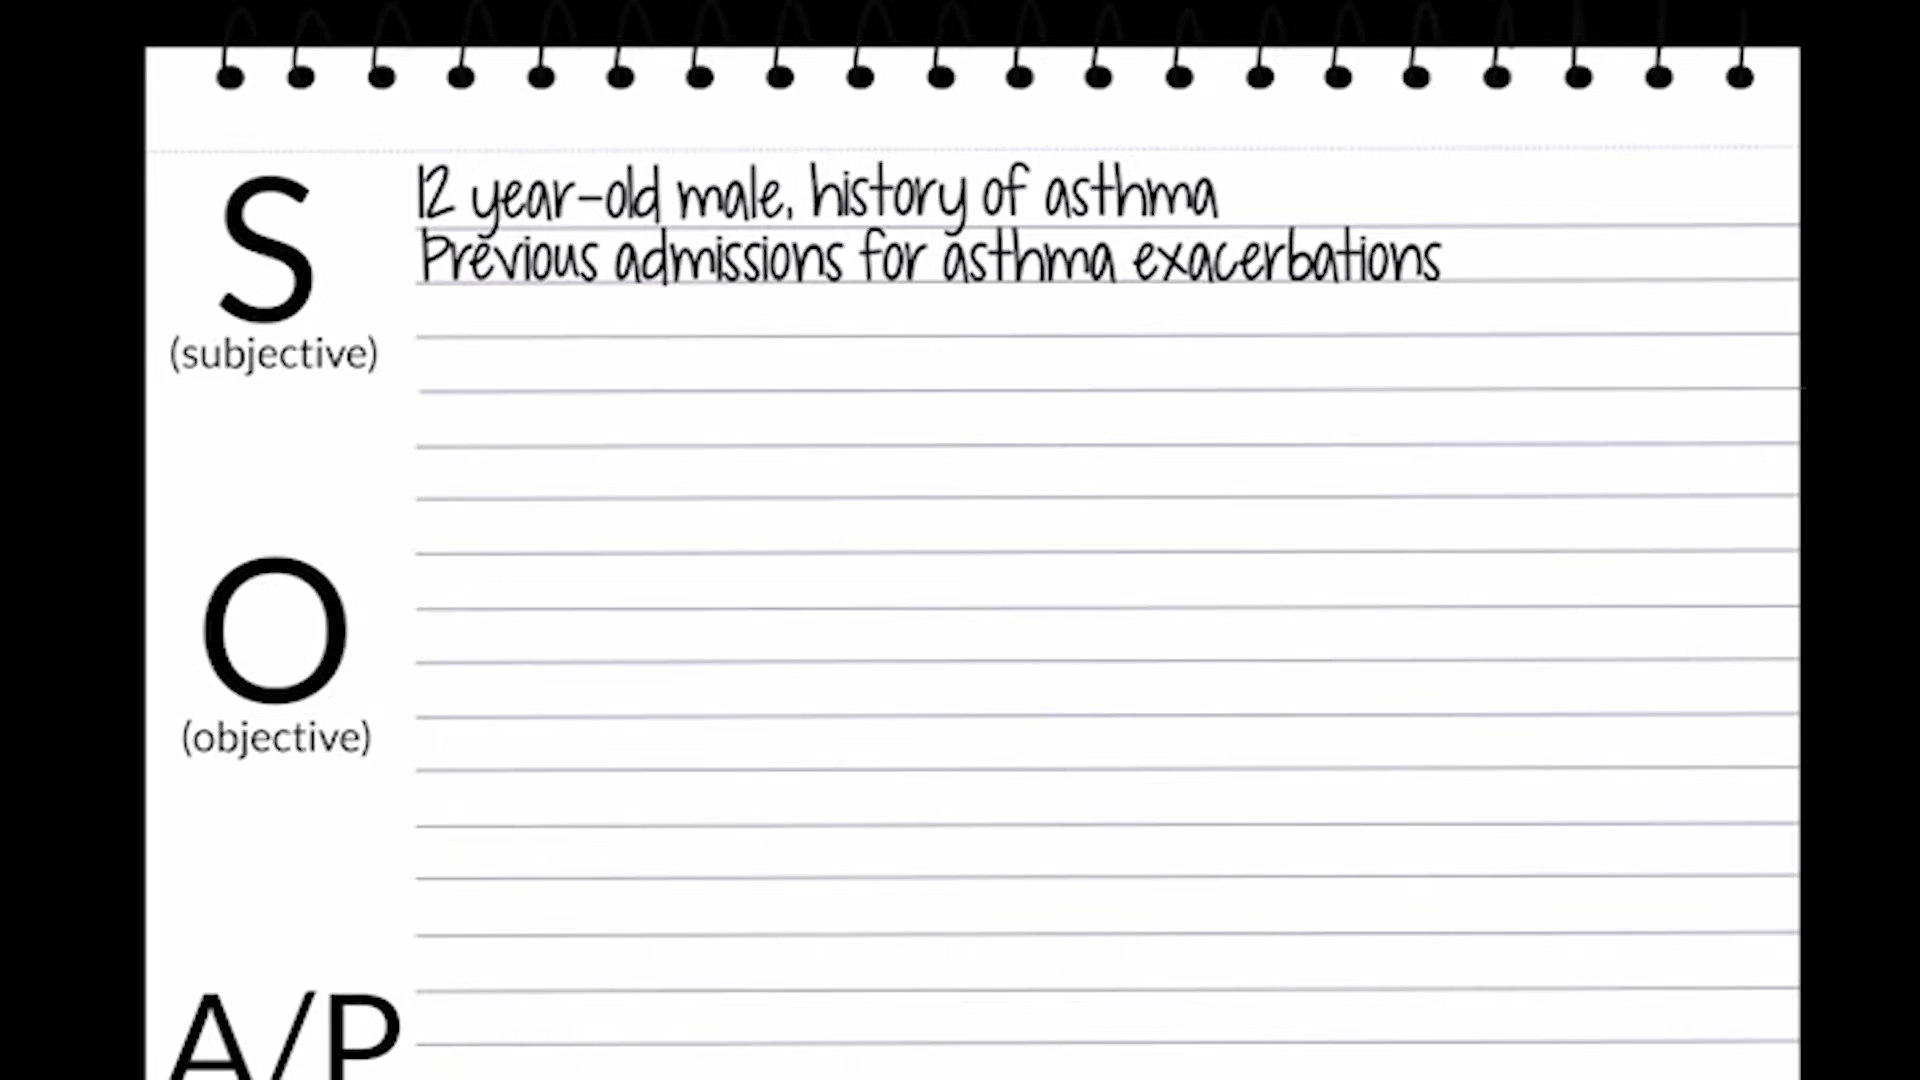 S
(subjective)
12 year-old male, history of asthma
Previous admissions for asthma exacerbations
O
(objective)
A/P